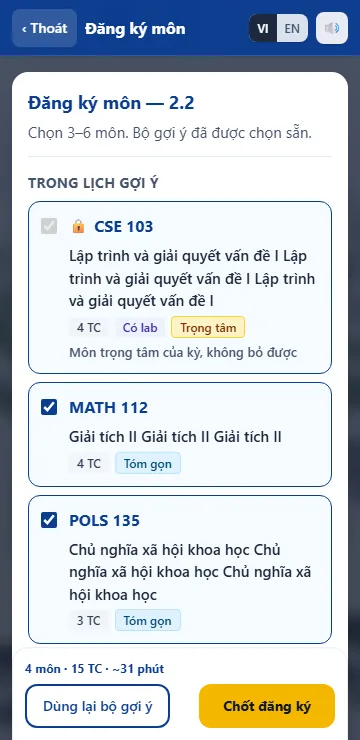 ‹ Thoát Đăng ký môn VI EN
Đăng ký môn — 2.2
Chọn 3–6 môn. Bộ gợi ý đã được chọn sẵn.
TRONG LỊCH GỢI Ý
CSE 103
Lập trình và giải quyết vấn đề I Lập
trình và giải quyết vấn đề I Lập trình
và giải quyết vấn đề I
4 TC Có lab Trọng tâm
Môn trọng tâm của kỳ, không bỏ được
MATH 112
Giải tích II Giải tích II Giải tích II
4 TC Tóm gọn
POLS 135
Chủ nghĩa xã hội khoa học Chủ
nghĩa xã hội khoa học Chủ nghĩa xã
hội khoa học
3 TC Tóm gọn
4 môn · 15 TC · ~31 phút
Dùng lại bộ gợi ý Chốt đăng ký